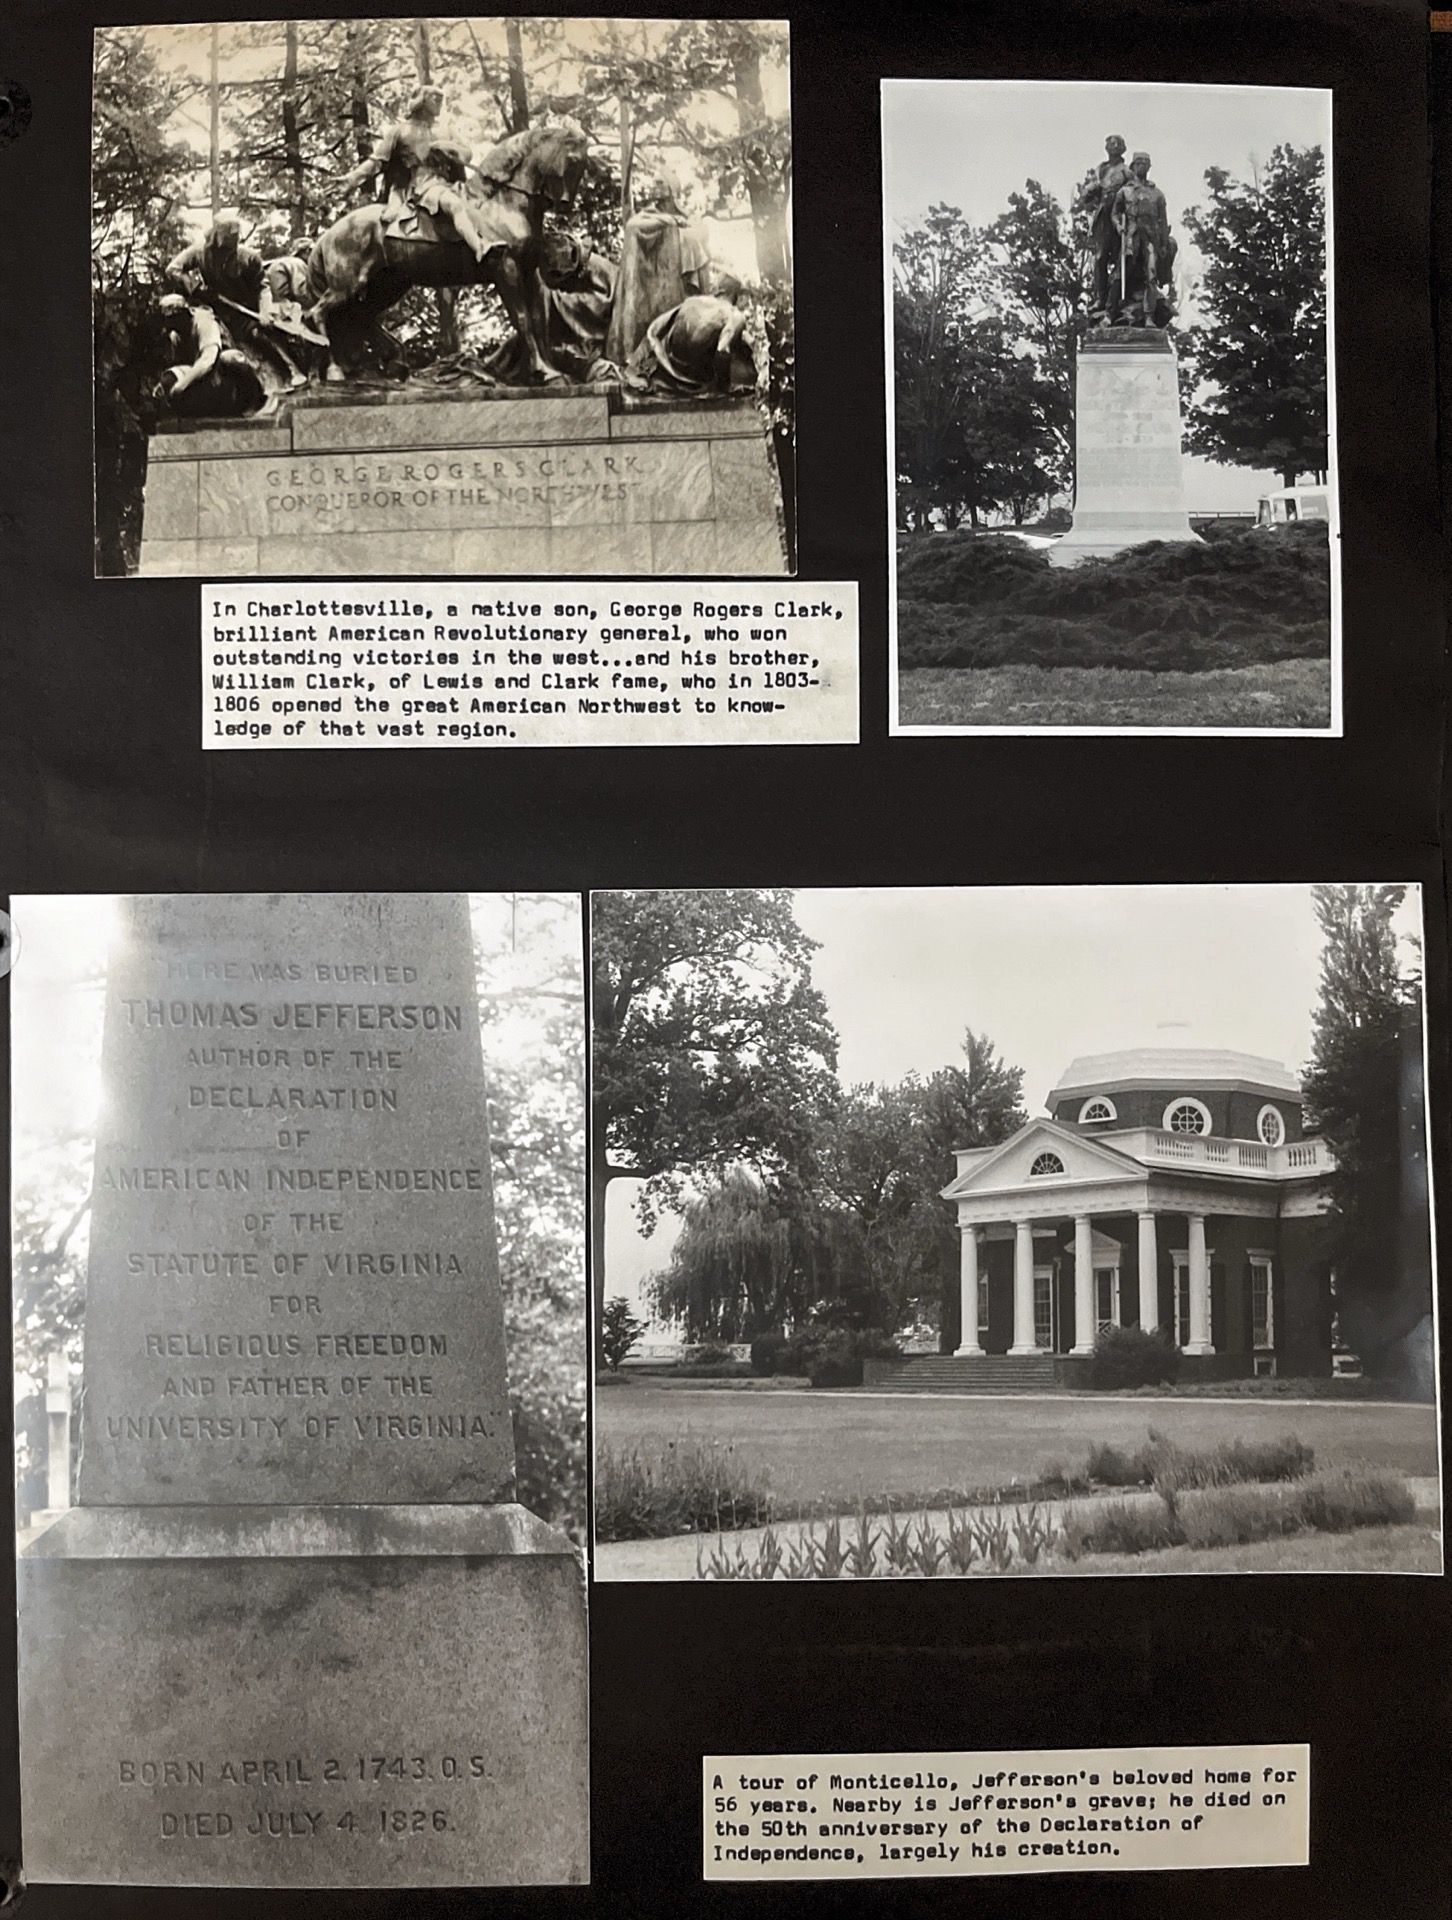 GEORGE ROGERS CLARK
CONQUEROR OF THE NORTHWEST
In Charlottesville, a native son, George Rogers Clark,
brilliant American Revolutionary general, who won
outstanding victories in the west...and his brother,
William Clark, of Lewis and Clark fame, who in 1803-
1806 opened the great American Northwest to know-
ledge of that vast region.
"HERE WAS BURIED
THOMAS JEFFERSON
AUTHOR OF THE
DECLARATION
OF
AMERICAN INDEPENDENCE
OF THE
STATUTE OF VIRGINIA
FOR
RELIGIOUS FREEDOM
AND FATHER OF THE
UNIVERSITY OF VIRGINIA."
BORN APRIL 2, 1743. O.S.
DIED JULY 4. 1826.
A tour of Monticello, Jefferson's beloved home for
56 years. Nearby is Jefferson's grave; he died on
the 50th anniversary of the Declaration of
Independence, largely his creation.